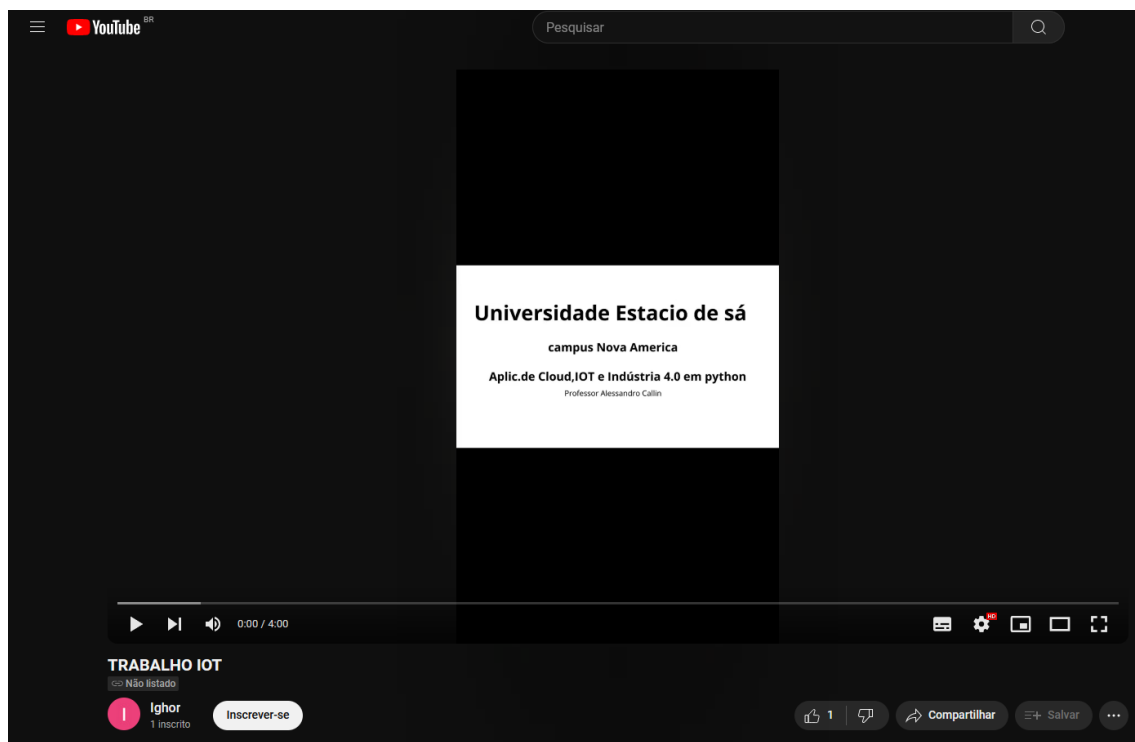 YouTube BR
Pesquisar
Universidade Estacio de sá
campus Nova America
Aplic.de Cloud,IOT e Indústria 4.0 em python
Professor Alessandro Callin
0:00 / 4:00
HD
TRABALHO IOT
Não listado
I
Ighor
1 inscrito
Inscrever-se
1
Compartilhar
Salvar